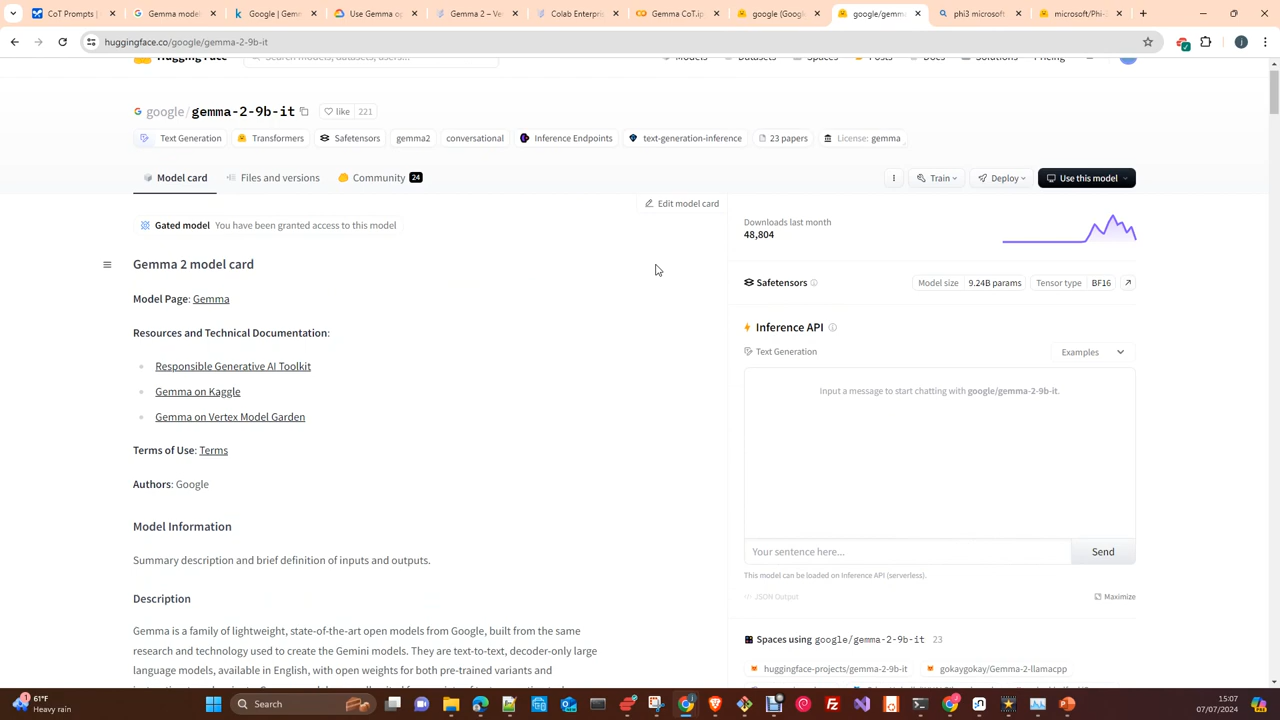 CoT Prompts
Gemma 2 model
Google | Gem
Use Gemma op
Gemma 2 – Ve
Colab Enterpris
Gemma CoT.ip
google (Google
google/gemma
phi3 microsoft
microsoft/Phi-
huggingface.co/google/gemma-2-9b-it
Hugging Face
Search models, datasets, users...
Models
Datasets
Spaces
Posts
Docs
Solutions
Pricing
google/gemma-2-9b-it
like 221
Text Generation
Transformers
Safetensors
gemma2
conversational
Inference Endpoints
text-generation-inference
23 papers
License: gemma
Model card
Files and versions
Community 24
Train
Deploy
Use this model
Edit model card
Gated model You have been granted access to this model
Gemma 2 model card
Model Page: Gemma
Resources and Technical Documentation:
Responsible Generative AI Toolkit
Gemma on Kaggle
Gemma on Vertex Model Garden
Terms of Use: Terms
Authors: Google
Model Information
Summary description and brief definition of inputs and outputs.
Description
Gemma is a family of lightweight, state-of-the-art open models from Google, built from the same
research and technology used to create the Gemini models. They are text-to-text, decoder-only large
language models, available in English, with open weights for both pre-trained variants and
Downloads last month
48,804
Safetensors
Model size 9.24B params
Tensor type BF16
Inference API
Text Generation
Examples
Input a message to start chatting with google/gemma-2-9b-it.
Your sentence here...
Send
This model can be loaded on Inference API (serverless).
JSON Output
Maximize
Spaces using google/gemma-2-9b-it 23
huggingface-projects/gemma-2-9b-it
gokaygokay/Gemma-2-llamacpp
61°F
Heavy rain
Search
15:07
07/07/2024